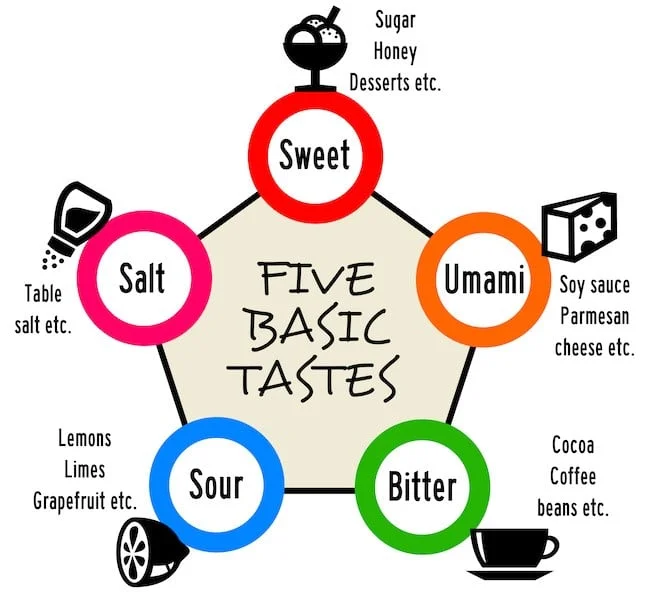 Sugar
Honey
Desserts etc.
Sweet
Salt
Table
salt etc.
FIVE
BASIC
TASTES
Umami
Soy sauce
Parmesan
cheese etc.
Lemons
Limes
Grapefruit etc.
Sour
Bitter
Cocoa
Coffee
beans etc.